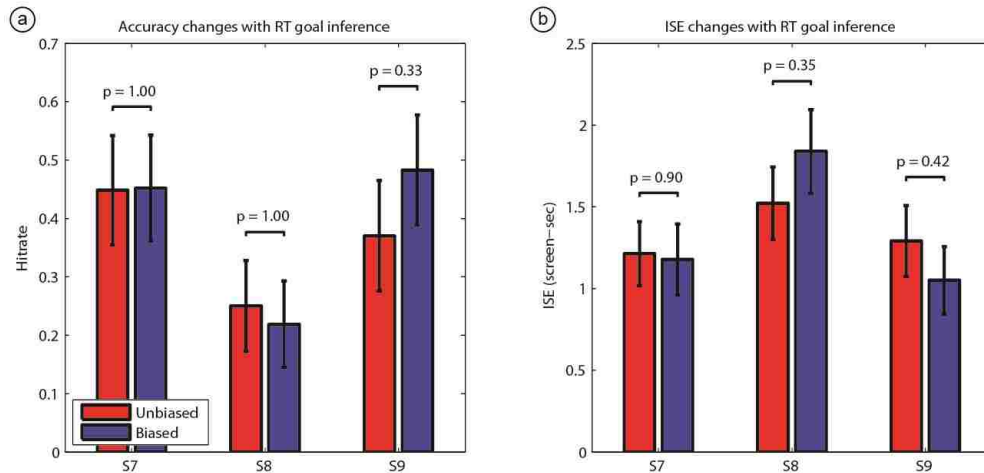 a
Accuracy changes with RT goal inference
0.7
0.6
0.5
0.4
0.3
0.2
0.1
0
Hitrate
p = 1.00
p = 1.00
p = 0.33
Unbiased
Biased
S7 S8 S9
b
ISE changes with RT goal inference
2.5
2
1.5
1
0.5
0
ISE (screen−sec)
p = 0.90
p = 0.35
p = 0.42
S7 S8 S9